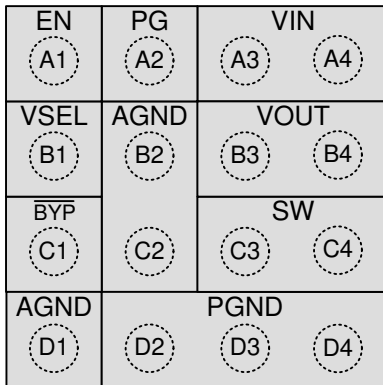 EN PG VIN
A1 A2 A3 A4
VSEL AGND VOUT
B1 B2 B3 B4
BYP SW
C1 C2 C3 C4
AGND PGND
D1 D2 D3 D4